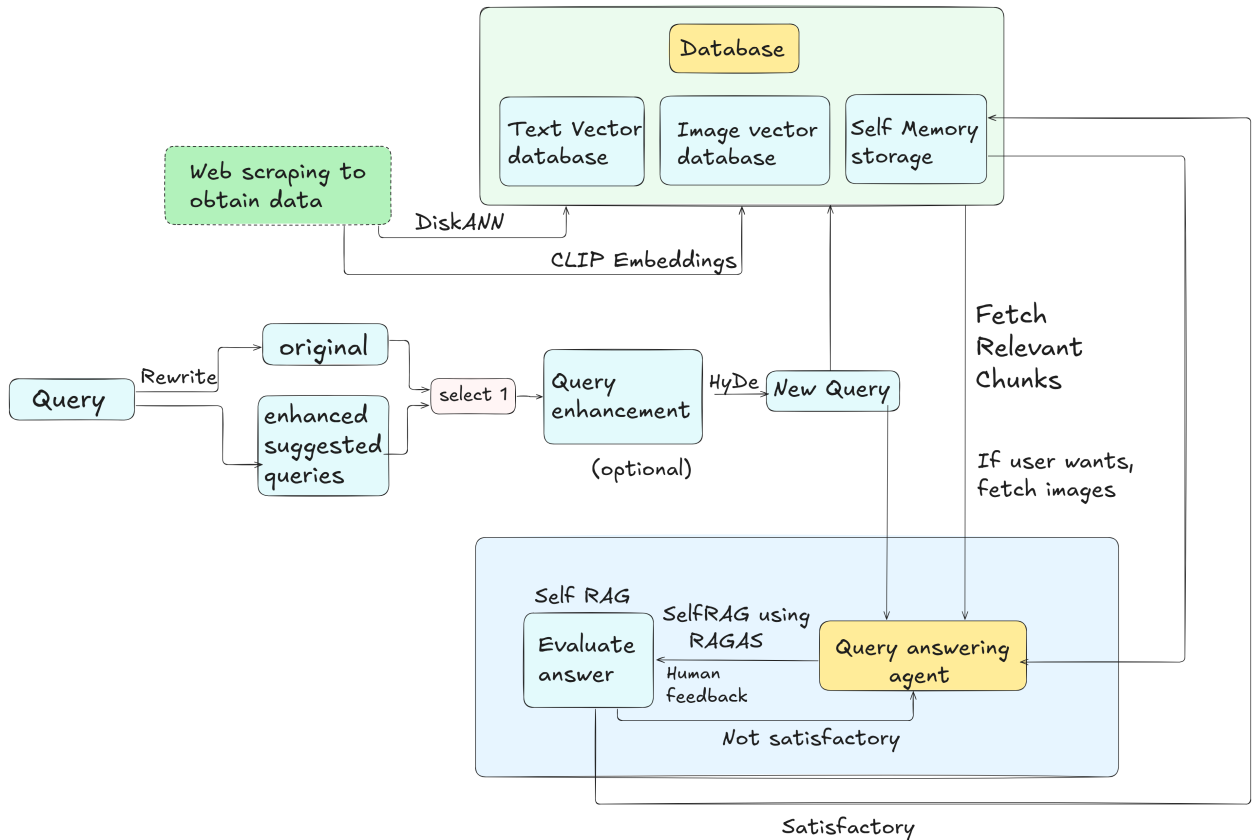 Database
Text Vector
database
Image vector
database
Self Memory
storage
Web scraping to
obtain data
DiskANN
CLIP Embeddings
Fetch
Relevant
Chunks
original
Rewrite
Query
enhanced
suggested
queries
select 1
Query
enhancement
(optional)
HyDe
New Query
If user wants,
fetch images
Self RAG
Evaluate
answer
SelfRAG using
RAGAS
Human
feedback
Query answering
agent
Not satisfactory
Satisfactory